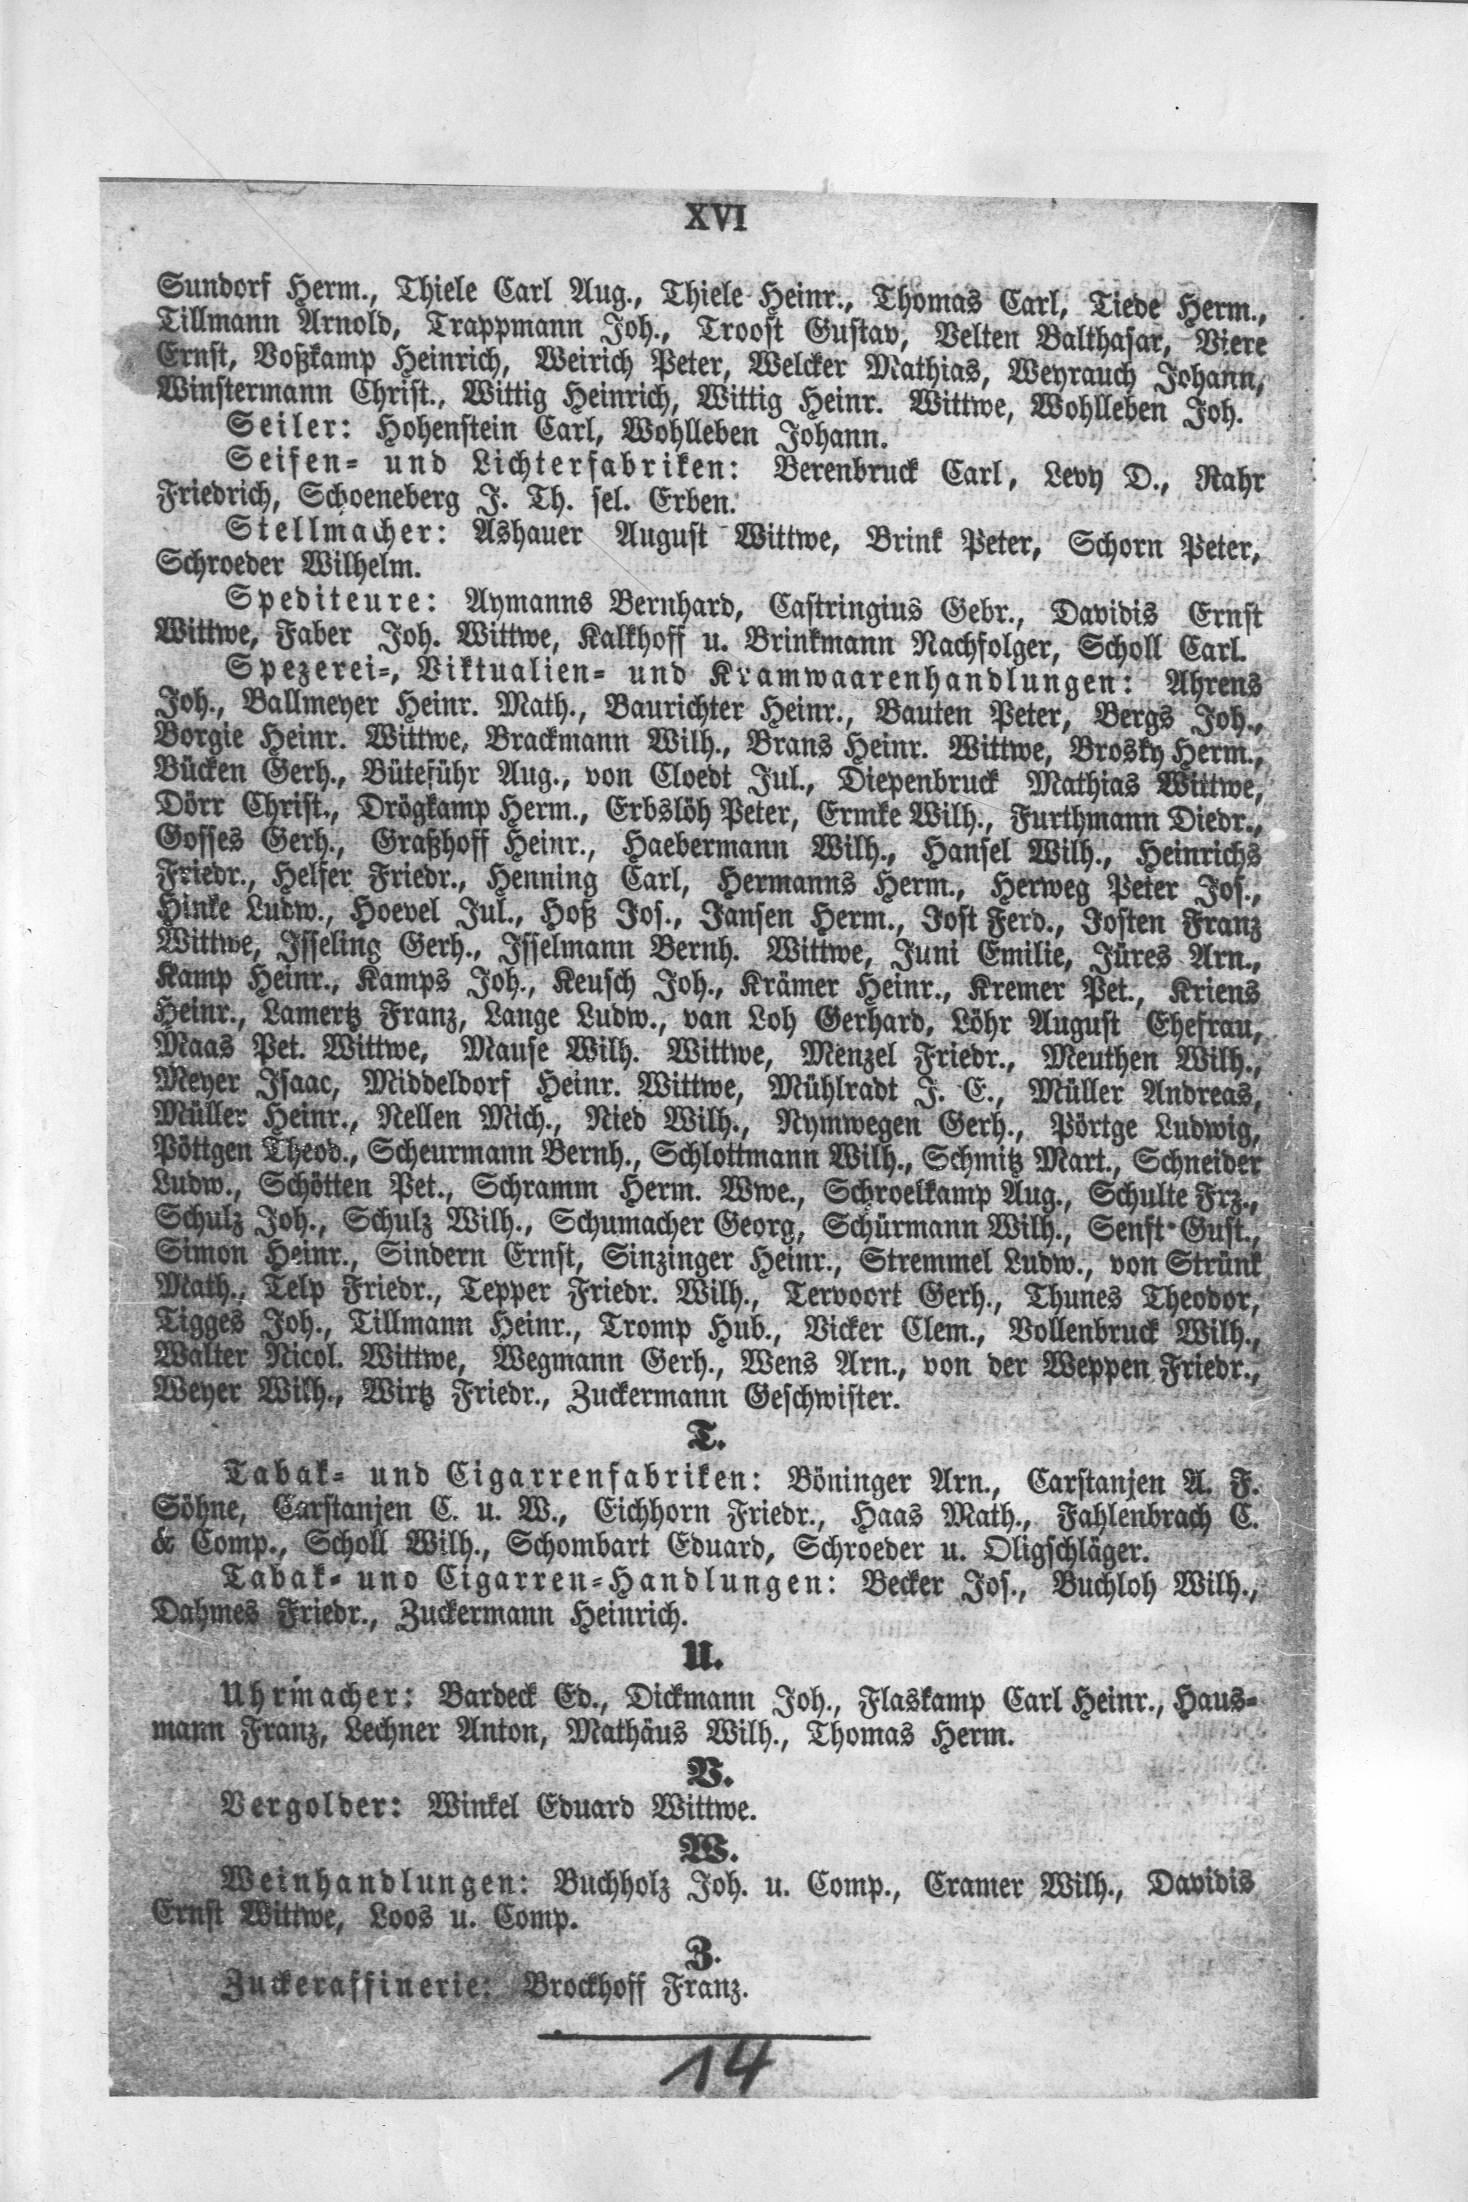 XVI
Sundorf Herm., Thiele Carl Aug., Thiele Heinr., Thomas Carl, Tiede Herm.,
Tillmann Arnold, Trappmann Joh., Troost Gustav, Velten Balthasar, Viere
Ernst, Voßkamp Heinrich, Weirich Peter, Welcker Mathias, Weyrauch Johann,
Winstermann Christ., Wittig Heinrich, Wittig Heinr. Wittwe, Wohlleben Joh.
Seiler: Hohenstein Carl, Wohlleben Johann.
Seifen- und Lichterfabriken: Berenbruck Carl, Levy D., Rahr
Friedrich, Schoeneberg J. Th. sel. Erben.
Stellmacher: Ashauer August Wittwe, Brink Peter, Schorn Peter,
Schroeder Wilhelm.
Spediteure: Aymanns Bernhard, Castringius Gebr., Davidis Ernst
Wittwe, Faber Joh. Wittwe, Kalkhoff u. Brinkmann Nachfolger, Scholl Carl.
Spezerei-, Viktualien- und Kramwaarenhandlungen: Ahrens
Joh., Ballmeyer Heinr. Math., Baurichter Heinr., Bauten Peter, Bergs Joh.,
Borgie Heinr. Wittwe, Brackmann Wilh., Brans Heinr. Wittwe, Brosky Herm.,
Bücken Gerh., Büteführ Aug., von Cloedt Jul., Diepenbruck Mathias Wittwe,
Dörr Christ., Drögkamp Herm., Erbslöh Peter, Ermke Wilh., Furthmann Diedr.,
Gosses Gerh., Graßhoff Heinr., Haebermann Wilh., Hansel Wilh., Heinrichs
Friedr., Helfer Friedr., Henning Carl, Hermanns Herm., Herweg Peter Jos.,
Hinke Ludw., Hoevel Jul., Hoß Jos., Jansen Herm., Jost Ferd., Josten Franz
Wittwe, Isseling Gerh., Isselmann Bernh. Wittwe, Juni Emilie, Jüres Arn.,
Kamp Heinr., Kamps Joh., Keusch Joh., Krämer Heinr., Kremer Pet., Kriens
Heinr., Lamertz Franz, Lange Ludw., van Loh Gerhard, Löhr August Ehefrau,
Maas Pet. Wittwe, Mause Wilh. Wittwe, Menzel Friedr., Meuthen Wilh.,
Meyer Isaac, Middeldorf Heinr. Wittwe, Mühlradt J. E., Müller Andreas,
Müller Heinr., Nellen Mich., Nied Wilh., Nymwegen Gerh., Pörtge Ludwig,
Pöttgen Theod., Scheurmann Bernh., Schlottmann Wilh., Schmitz Mart., Schneider
Ludw., Schötten Pet., Schramm Herm. Wwe., Schroelkamp Aug., Schulte Frz.,
Schulz Joh., Schulz Wilh., Schumacher Georg, Schürmann Wilh., Senft Gust.,
Simon Heinr., Sindern Ernst, Sinzinger Heinr., Stremmel Ludw., von Strünk
Math., Telp Friedr., Tepper Friedr. Wilh., Tervoort Gerh., Thunes Theodor,
Tigges Joh., Tillmann Heinr., Tromp Hub., Vicker Clem., Vollenbruck Wilh.,
Walter Nicol. Wittwe, Wegmann Gerh., Wens Arn., von der Weppen Friedr.,
Weyer Wilh., Wirtz Friedr., Zuckermann Geschwister.
T.
Tabak- und Cigarrenfabriken: Böninger Arn., Carstanjen A. F.
Söhne, Carstanjen C. u. W., Eichhorn Friedr., Haas Math., Fahlenbrach C.
& Comp., Scholl Wilh., Schombart Eduard, Schroeder u. Oligschläger.
Tabak- und Cigarren-Handlungen: Becker Jos., Buchloh Wilh.,
Dahmes Friedr., Zuckermann Heinrich.
U.
Uhrmacher: Bardeck Ed., Dickmann Joh., Flaskamp Carl Heinr., Haus-
mann Franz, Lechner Anton, Mathäus Wilh., Thomas Herm.
V.
Vergolder: Winkel Eduard Wittwe.
W.
Weinhandlungen: Buchholz Joh. u. Comp., Cramer Wilh., Davidis
Ernst Wittwe, Loos u. Comp.
Z.
Zuckeraffinerie: Brockhoff Franz.
14